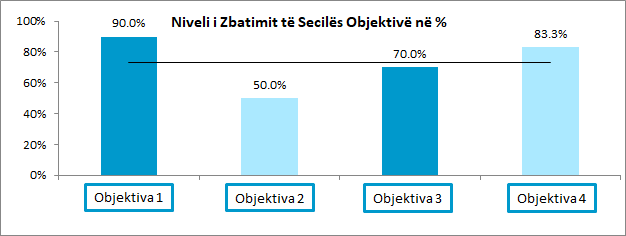 Niveli i Zbatimit të Secilës Objektivë në %
100%
80%
60%
40%
20%
0%
90.0%
50.0%
70.0%
83.3%
Objektiva 1
Objektiva 2
Objektiva 3
Objektiva 4